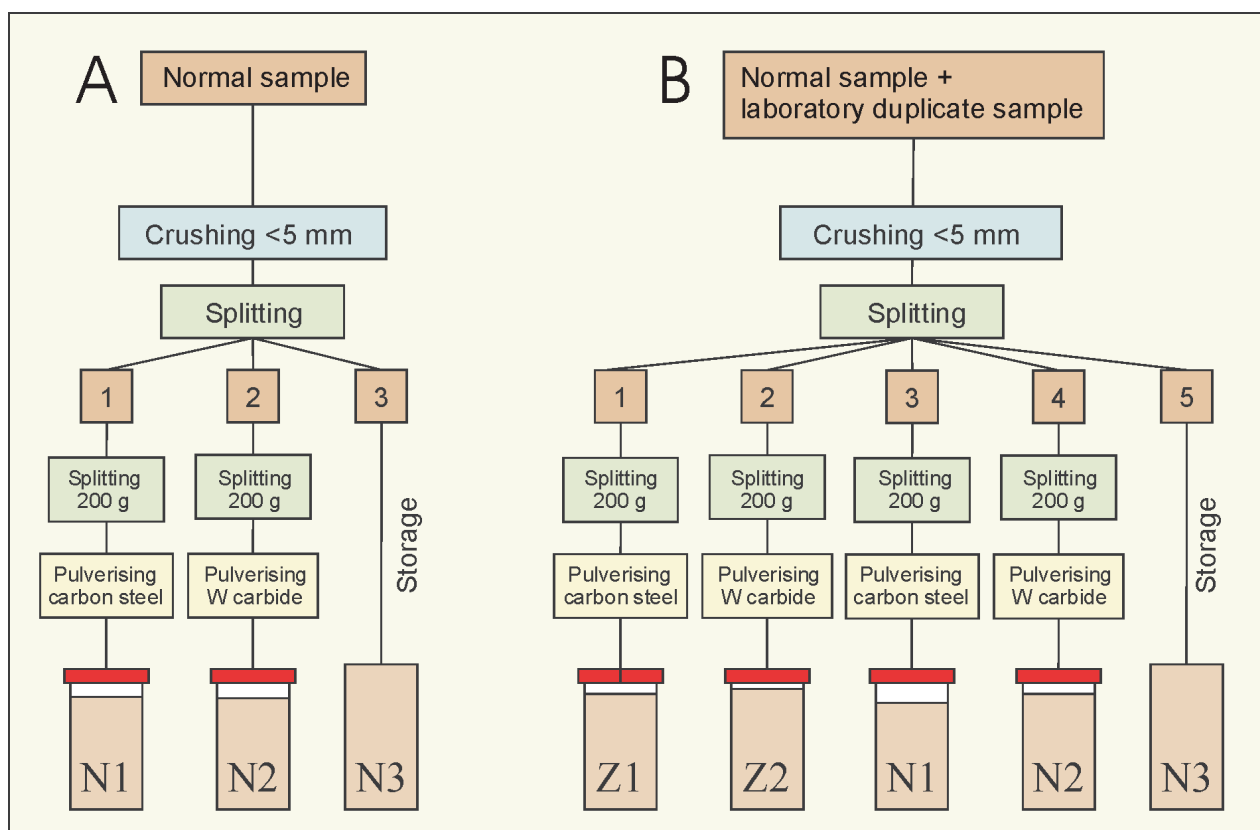 A
Normal sample
Crushing <5 mm
Splitting
1
2
3
Splitting
200 g
Splitting
200 g
Pulverising
carbon steel
Pulverising
W carbide
Storage
N1
N2
N3
B
Normal sample +
laboratory duplicate sample
Crushing <5 mm
Splitting
1
2
3
4
5
Splitting
200 g
Splitting
200 g
Splitting
200 g
Splitting
200 g
Pulverising
carbon steel
Pulverising
W carbide
Pulverising
carbon steel
Pulverising
W carbide
Storage
Z1
Z2
N1
N2
N3